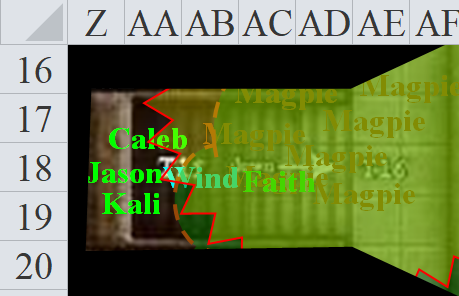 Z AA AB AC AD AE AF
16
Magpie Magpie
17
Magpie
Caleb Magpie
18
Magpie
Jason Wind Faith
Magpie
Kali
19
20